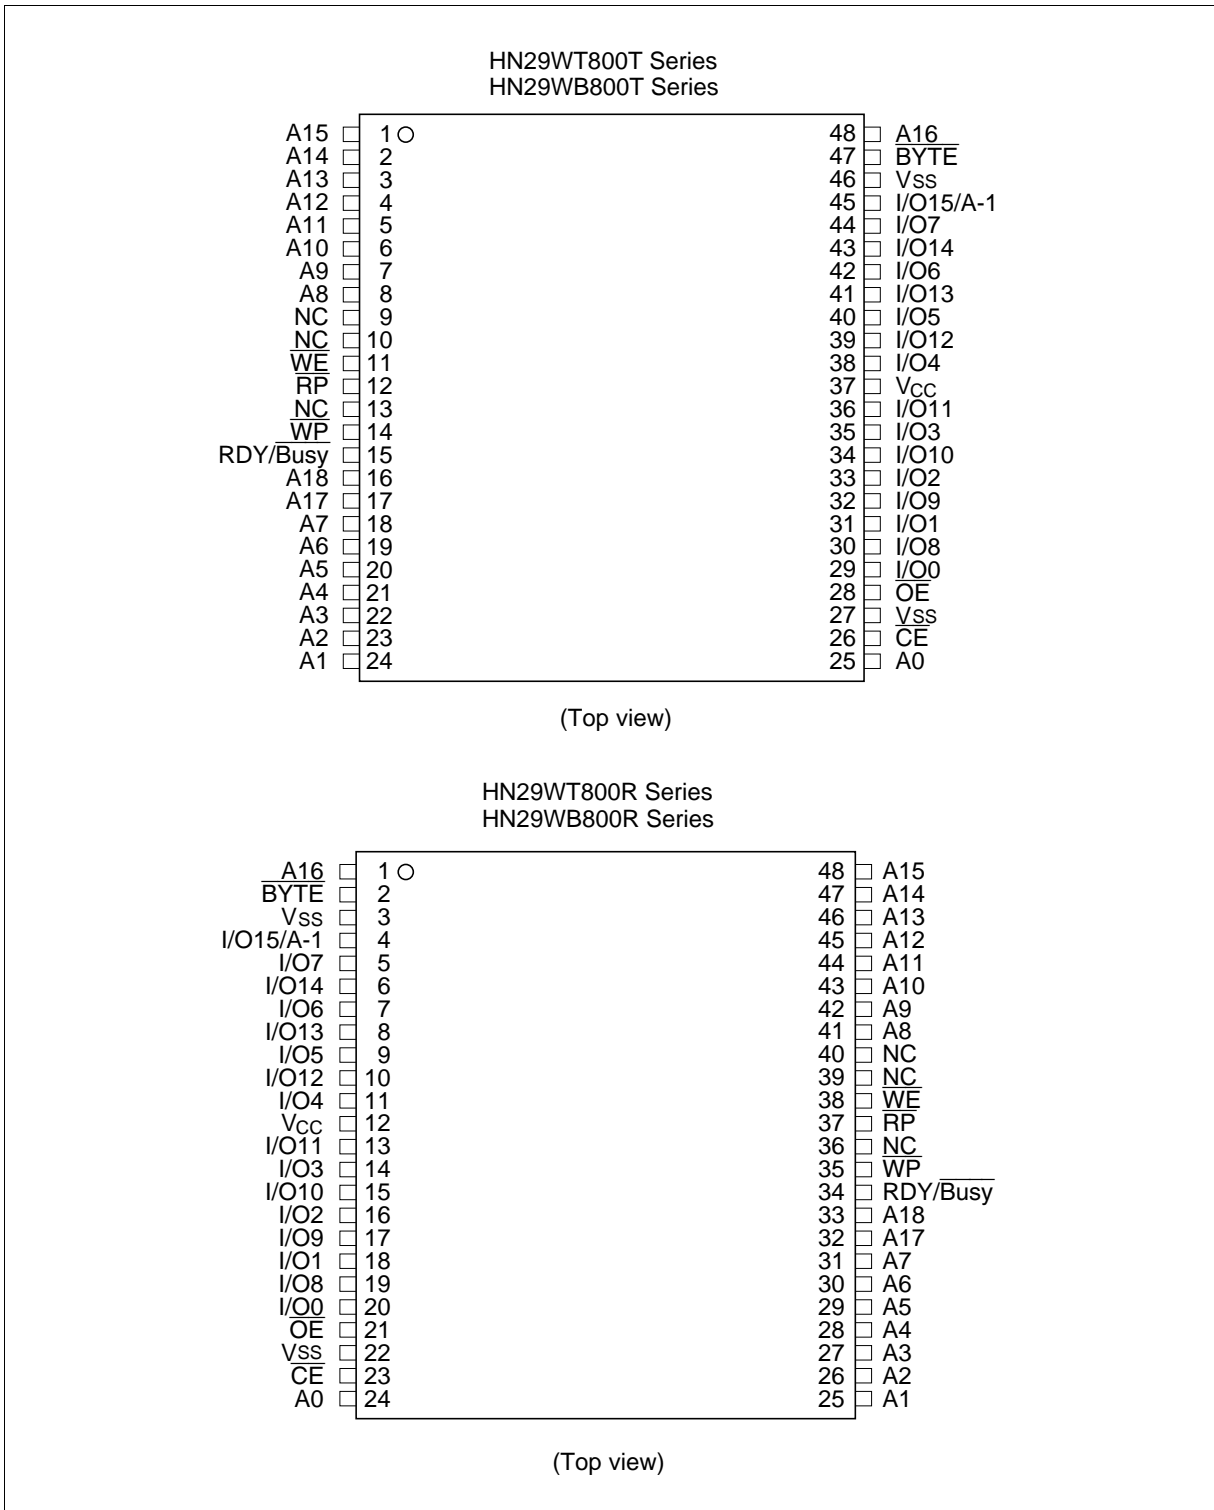 HN29WT800T Series
HN29WB800T Series
A15 1 48 A16
A14 2 47 BYTE
A13 3 46 VSS
A12 4 45 I/O15/A-1
A11 5 44 I/O7
A10 6 43 I/O14
A9 7 42 I/O6
A8 8 41 I/O13
NC 9 40 I/O5
NC 10 39 I/O12
WE 11 38 I/O4
RP 12 37 VCC
NC 13 36 I/O11
WP 14 35 I/O3
RDY/Busy 15 34 I/O10
A18 16 33 I/O2
A17 17 32 I/O9
A7 18 31 I/O1
A6 19 30 I/O8
A5 20 29 I/O0
A4 21 28 OE
A3 22 27 VSS
A2 23 26 CE
A1 24 25 A0
(Top view)
HN29WT800R Series
HN29WB800R Series
A16 1 48 A15
BYTE 2 47 A14
VSS 3 46 A13
I/O15/A-1 4 45 A12
I/O7 5 44 A11
I/O14 6 43 A10
I/O6 7 42 A9
I/O13 8 41 A8
I/O5 9 40 NC
I/O12 10 39 NC
I/O4 11 38 WE
VCC 12 37 RP
I/O11 13 36 NC
I/O3 14 35 WP
I/O10 15 34 RDY/Busy
I/O2 16 33 A18
I/O9 17 32 A17
I/O1 18 31 A7
I/O8 19 30 A6
I/O0 20 29 A5
OE 21 28 A4
VSS 22 27 A3
CE 23 26 A2
A0 24 25 A1
(Top view)